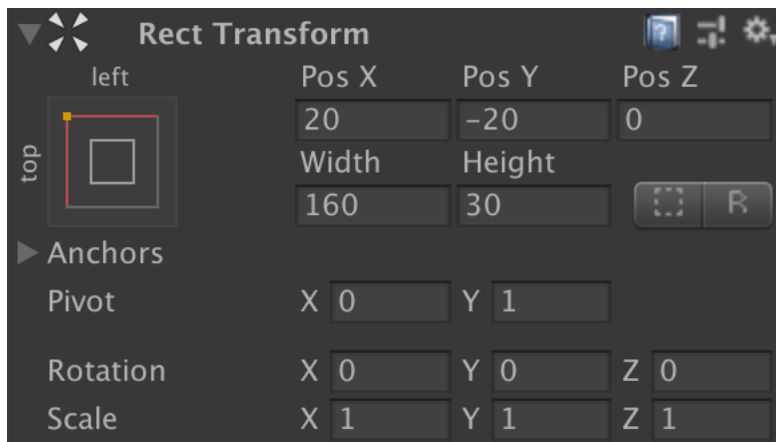 Rect Transform
left Pos X Pos Y Pos Z
20 -20 0
top
Width Height
160 30 R
Anchors
Pivot X 0 Y 1
Rotation X 0 Y 0 Z 0
Scale X 1 Y 1 Z 1